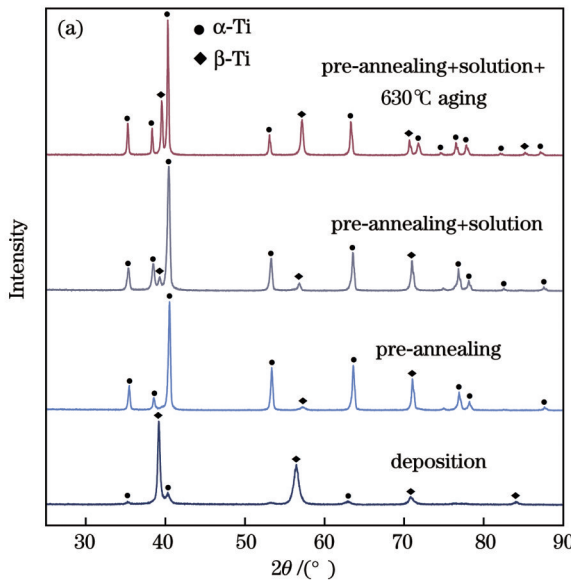 (a)
● α-Ti
◆ β-Ti
pre-annealing+solution+
630℃ aging
pre-annealing+solution
pre-annealing
deposition
Intensity
30 40 50 60 70 80 90
2θ /(°)